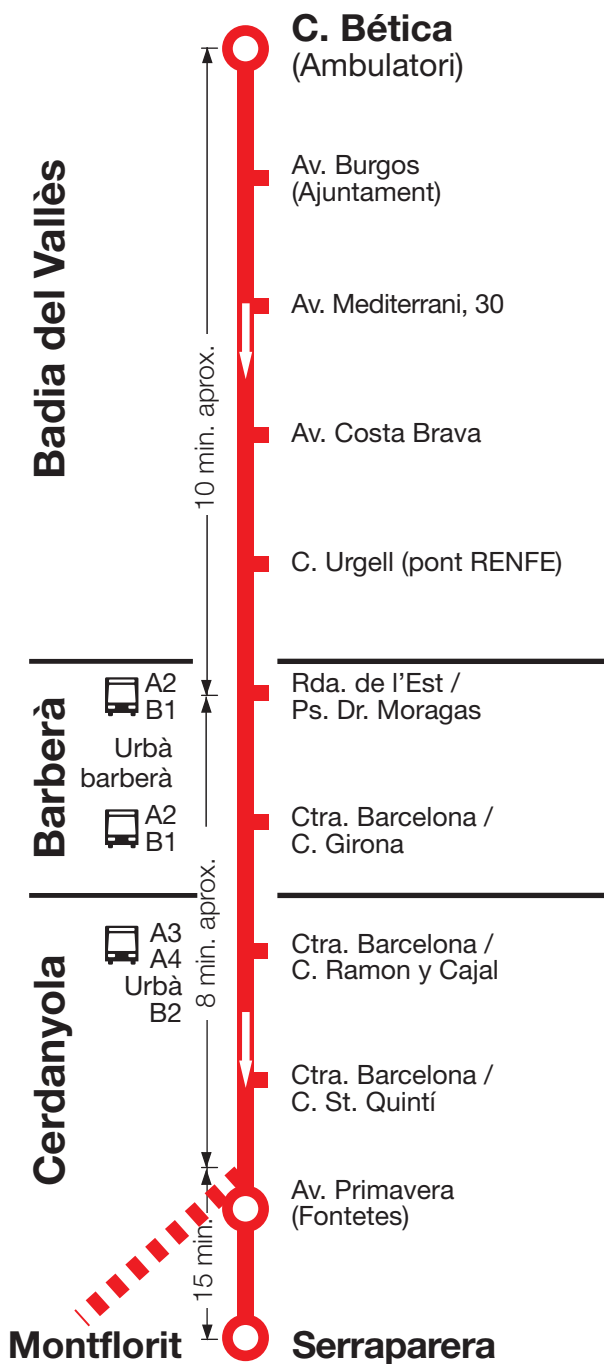 C. Bética
(Ambulatori)
Av. Burgos
(Ajuntament)
Av. Mediterrani, 30
Av. Costa Brava
C. Urgell (pont RENFE)
Badia del Vallès
10 min. aprox.
A2
B1
Rda. de l’Est /
Ps. Dr. Moragas
Urbà
barberà
A2
B1
Ctra. Barcelona /
C. Girona
Barberà
8 min. aprox.
A3
A4
Urbà
B2
Ctra. Barcelona /
C. Ramon y Cajal
Ctra. Barcelona /
C. St. Quintí
Cerdanyola
Av. Primavera
(Fontetes)
15 min.
Montflorit
Serraparera